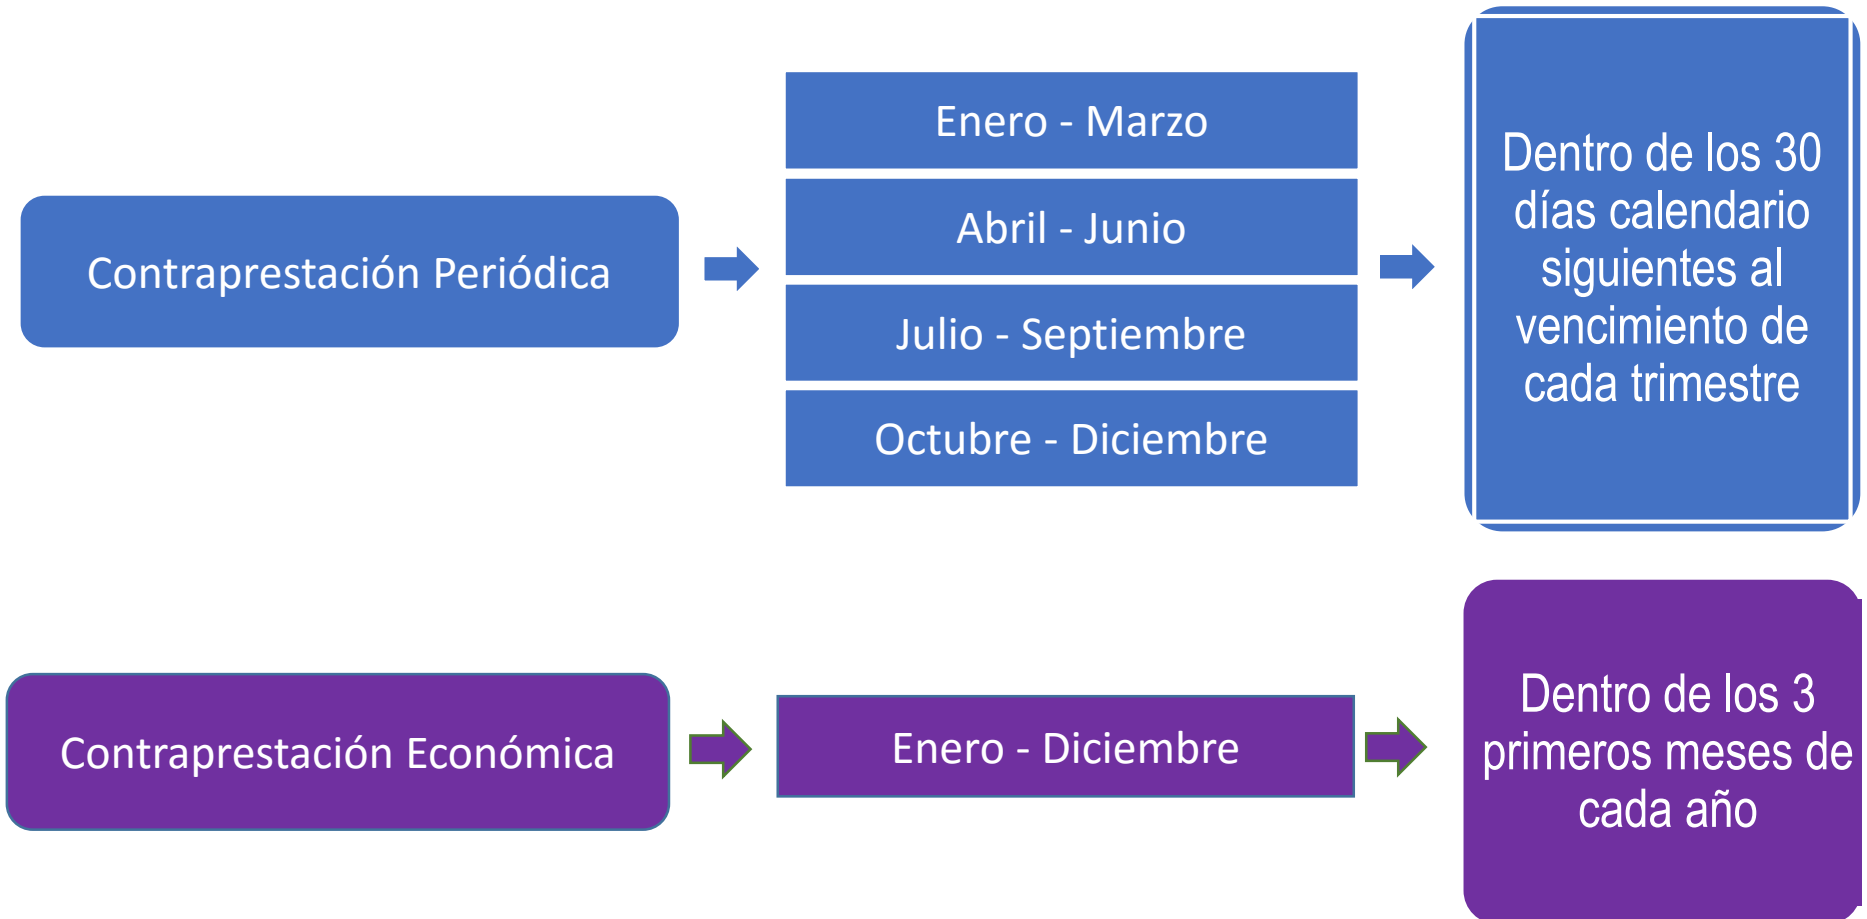 Contraprestación Periódica
Enero - Marzo
Abril - Junio
Julio - Septiembre
Octubre - Diciembre
Dentro de los 30
días calendario
siguientes al
vencimiento de
cada trimestre
Contraprestación Económica
Enero - Diciembre
Dentro de los 3
primeros meses de
cada año